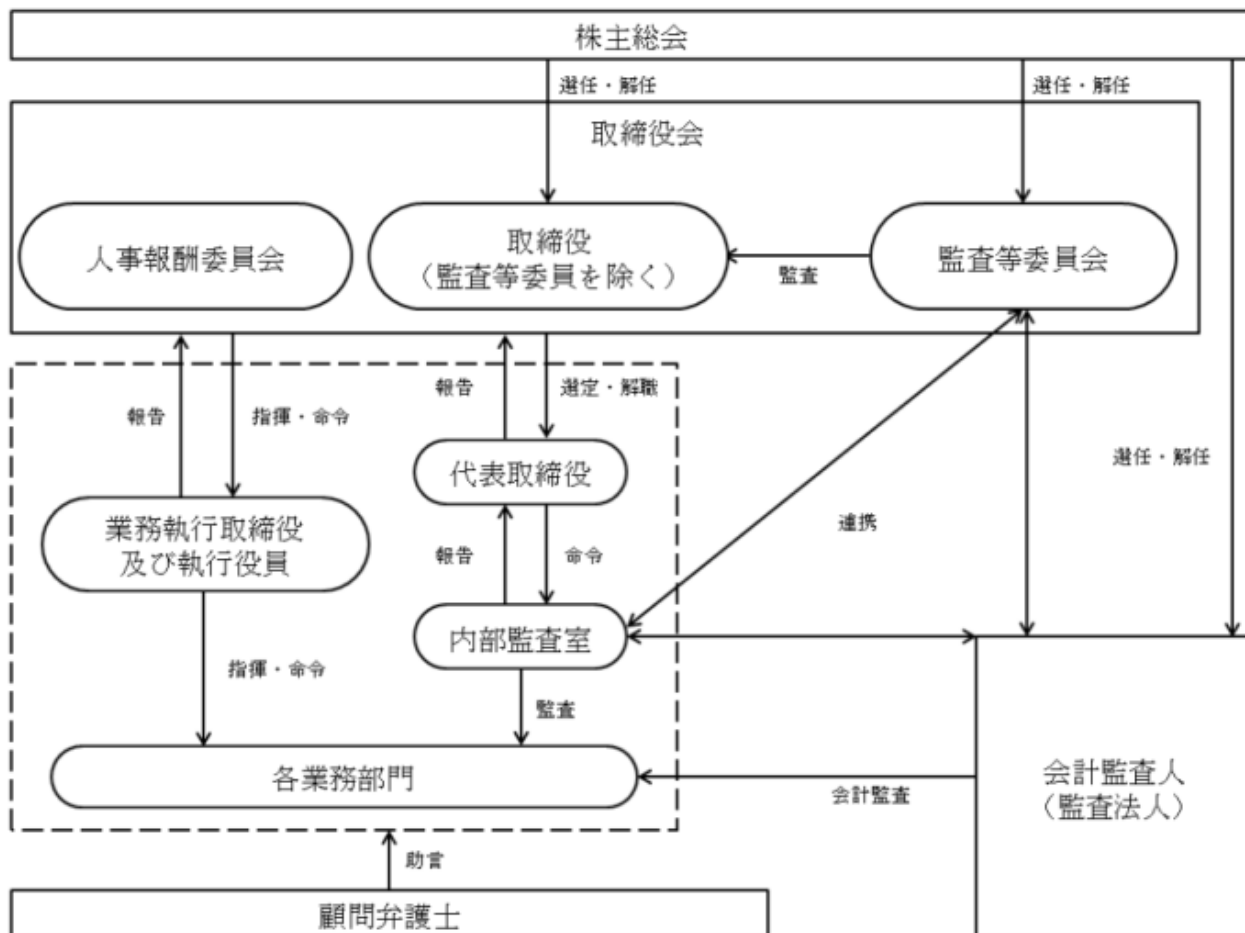 株主総会
選任・解任
選任・解任
取締役会
人事報酬委員会
取締役
（監査等委員を除く）
監査
監査等委員会
報告
指揮・命令
報告
選定・解職
代表取締役
選任・解任
業務執行取締役
及び執行役員
報告
命令
連携
内部監査室
指揮・命令
監査
各業務部門
会計監査
会計監査人
（監査法人）
助言
顧問弁護士